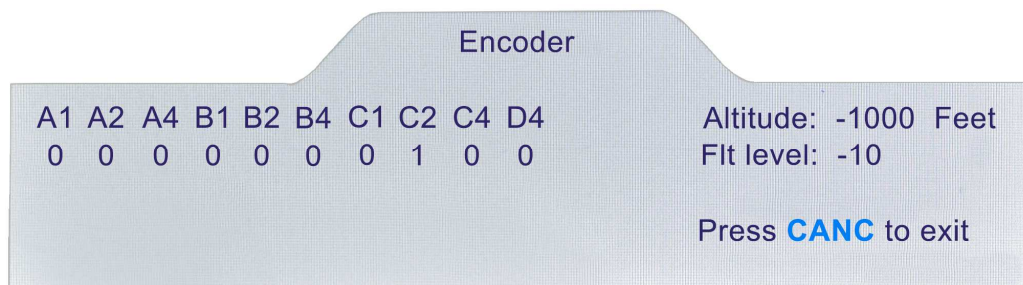 Encoder
A1 A2 A4 B1 B2 B4 C1 C2 C4 D4 Altitude: -1000 Feet
0 0 0 0 0 0 0 1 0 0 Flt level: -10
Press CANC to exit